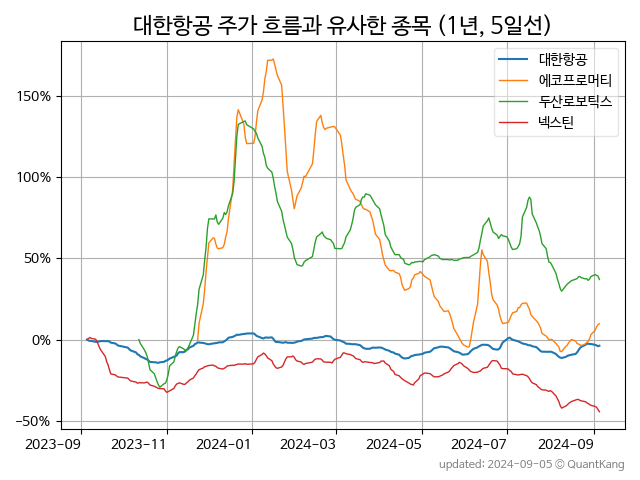 대한항공 주가 흐름과 유사한 종목 (1년, 5일선)
대한항공
에코프로머티
두산로보틱스
넥스틴
150%
100%
50%
0%
−50%
2023-09 2023-11 2024-01 2024-03 2024-05 2024-07 2024-09
updated: 2024-09-05 © QuantKang